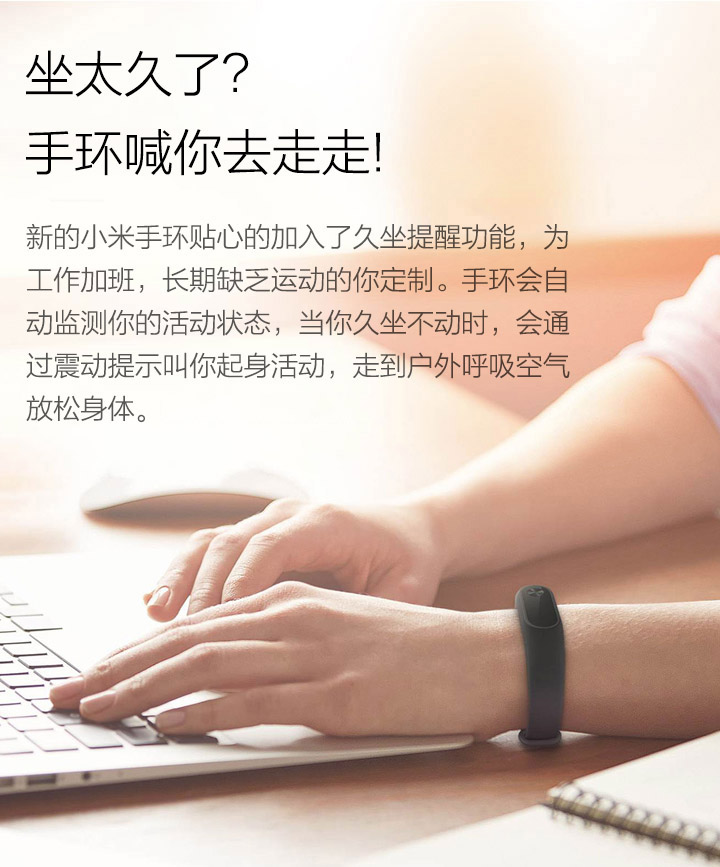 坐太久了?
手环喊你去走走!
新的小米手环贴心的加入了久坐提醒功能，为
工作加班，长期缺乏运动的你定制。手环会自
动监测你的活动状态，当你久坐不动时，会通
过震动提示叫你起身活动，走到户外呼吸空气
放松身体。